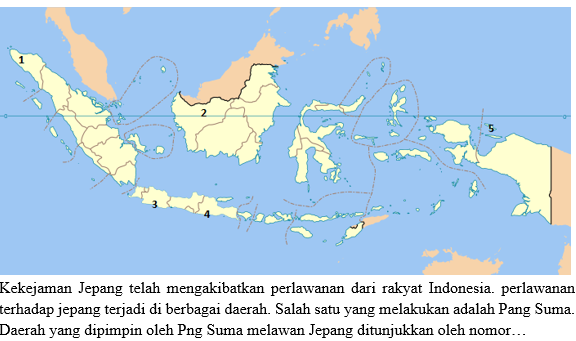 1
2
5
3
4
Kekejaman Jepang telah mengakibatkan perlawanan dari rakyat Indonesia. perlawanan
terhadap jepang terjadi di berbagai daerah. Salah satu yang melakukan adalah Pang Suma.
Daerah yang dipimpin oleh Png Suma melawan Jepang ditunjukkan oleh nomor…